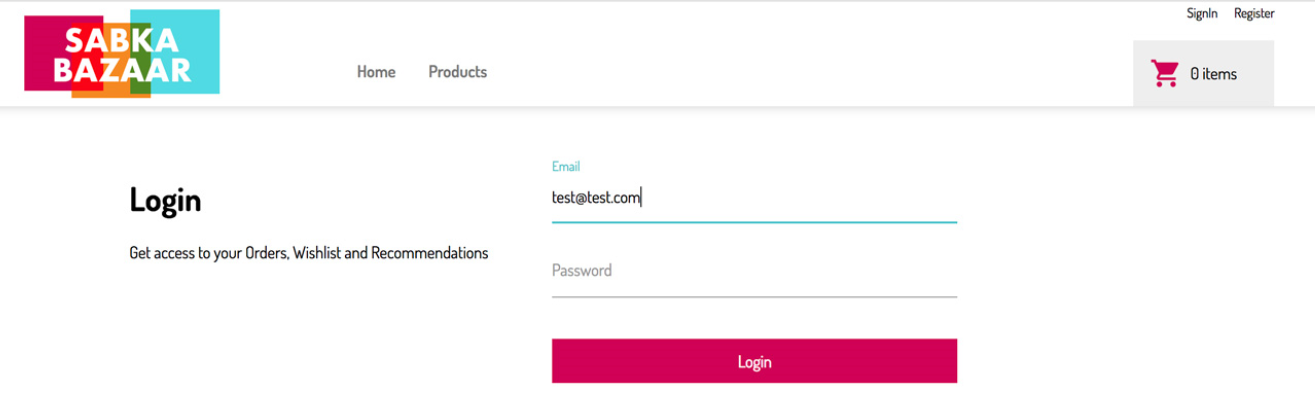 SignIn Register
SABKA
BAZAAR
Home Products
0 items
Login
Get access to your Orders, Wishlist and Recommendations
Email
test@test.com
Password
Login